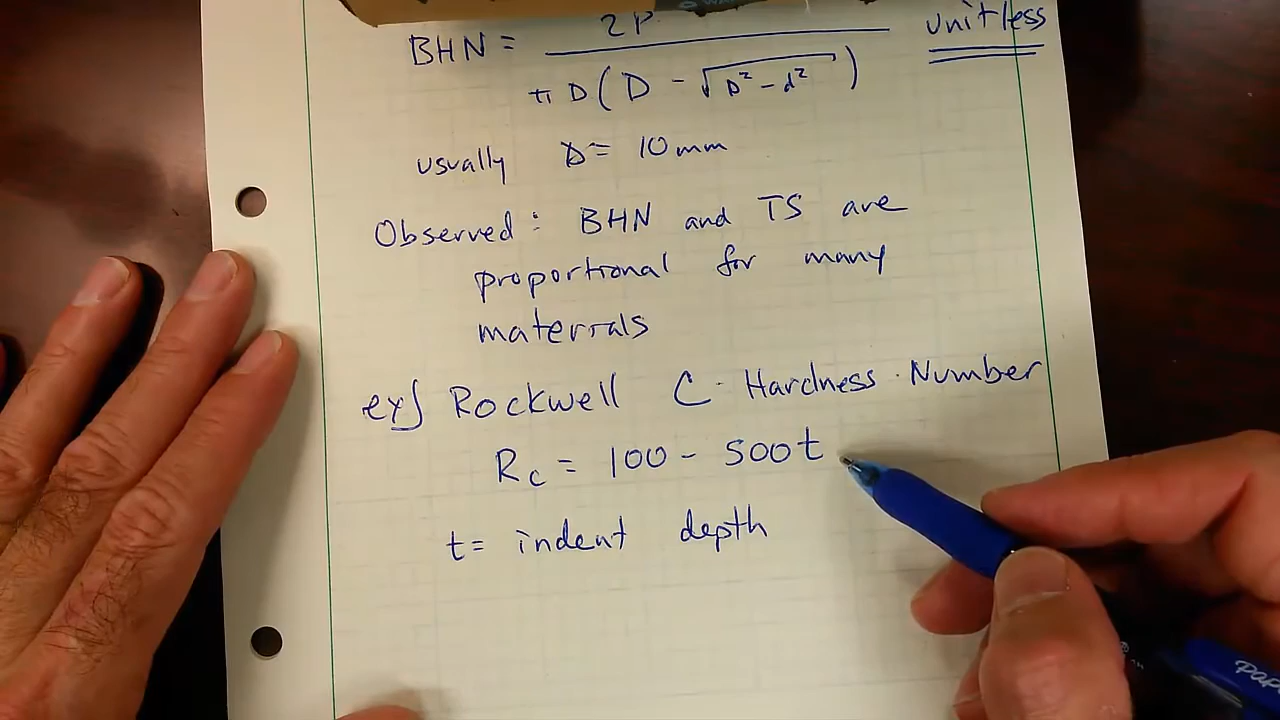 BHN = 2P / π D ( D - √D² - d² ) unitless
usually D = 10 mm
Observed : BHN and TS are
proportional for many
materials
ex) Rockwell C Hardness Number
Rc = 100 - 500t
t = indent depth